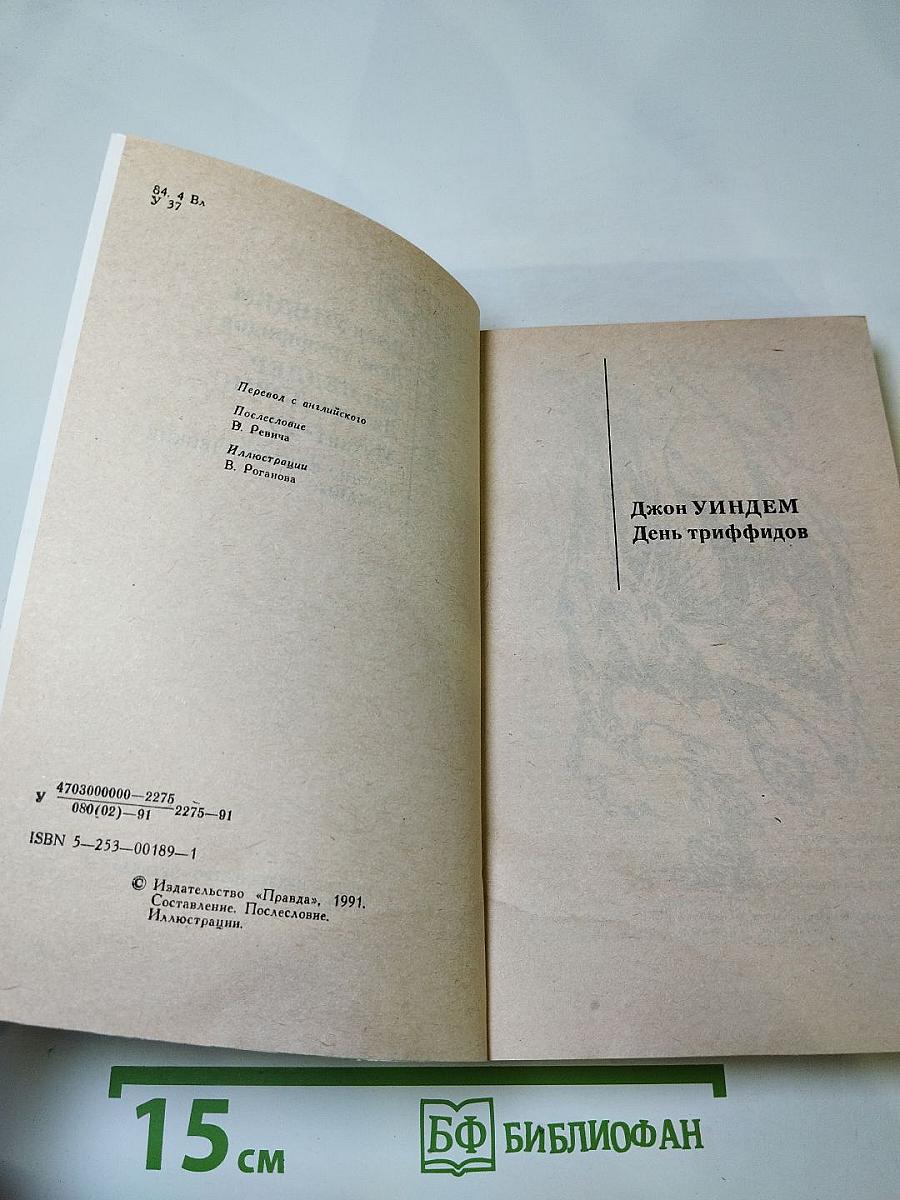 84. 4 Вл
У 37
Перевод с английского
Послесловие
В. Ревича
Иллюстрации
В. Роганова
У 4703000000—2275 2275—91
080(02)—91
ISBN 5—253—00189—1
© Издательство «Правда», 1991.
Составление. Послесловие.
Иллюстрации.
Джон УИНДЕМ
День триффидов
15 см
БФ БИБЛИОФАН